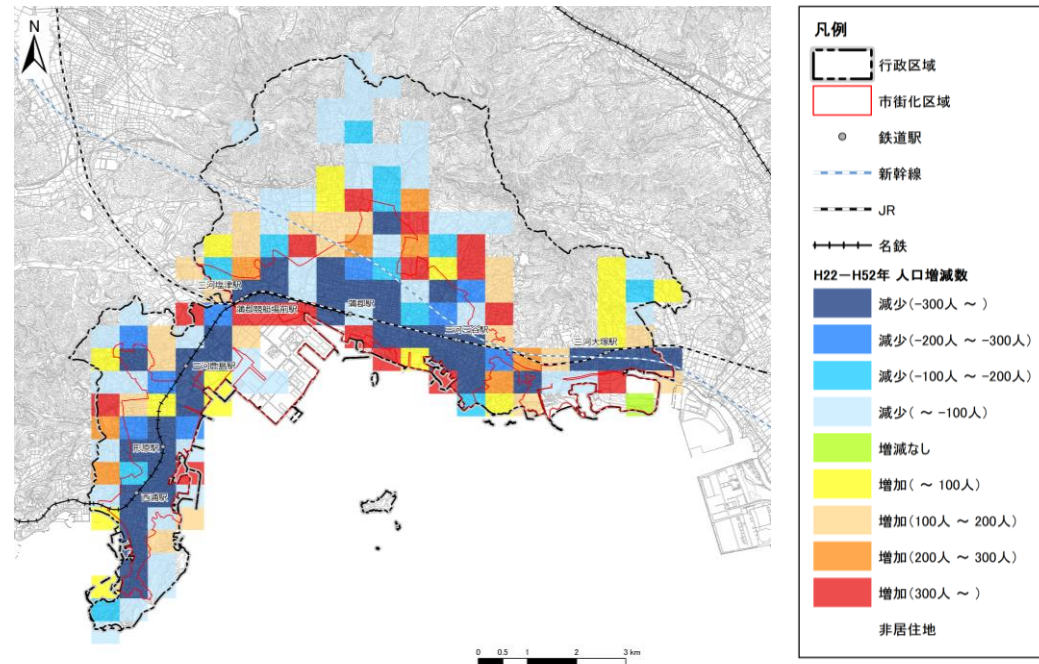 N
三河塩津駅
蒲郡競艇場前駅
蒲郡駅
三河三谷駅
三河大塚駅
三河鹿島駅
形原駅
西浦駅
0 0.5 1 2 3 km
凡例
行政区域
市街化区域
鉄道駅
新幹線
JR
名鉄
H22－H52年 人口増減数
減少(-300人 ～ )
減少(-200人 ～ -300人)
減少(-100人 ～ -200人)
減少( ～ -100人)
増減なし
増加( ～ 100人)
増加(100人 ～ 200人)
増加(200人 ～ 300人)
増加(300人 ～ )
非居住地